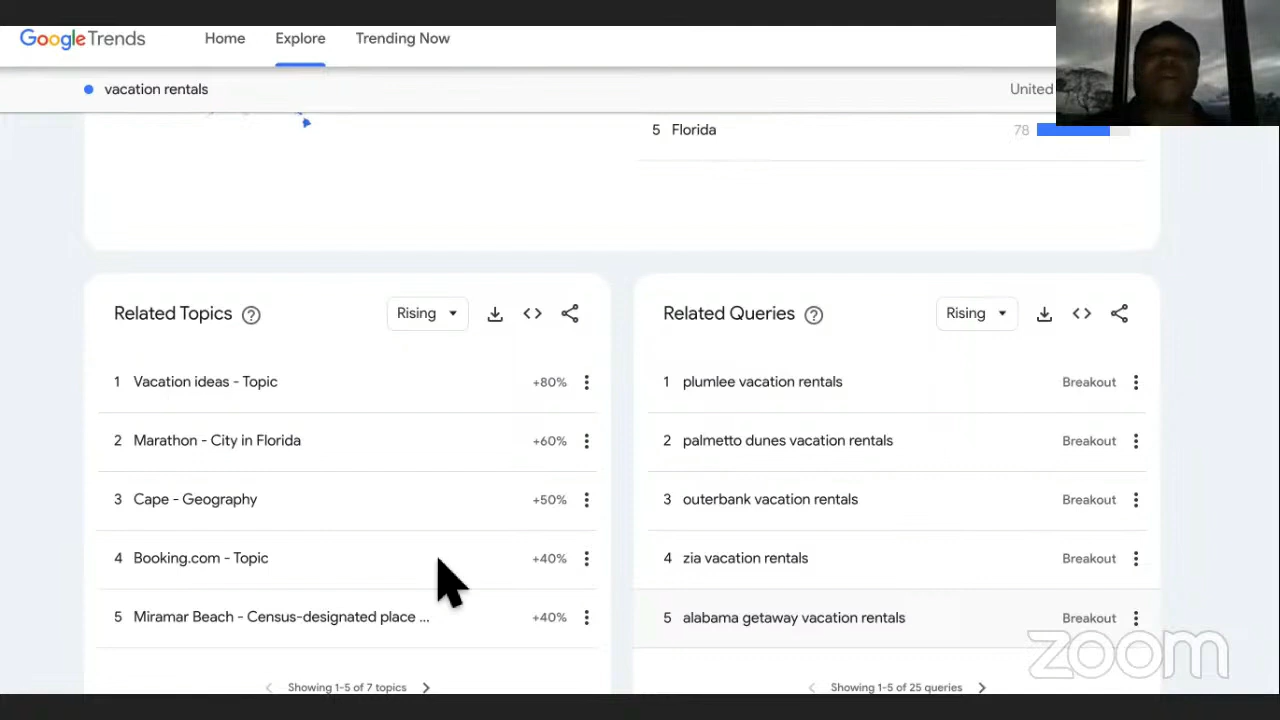 Google Trends
Home
Explore
Trending Now
vacation rentals
United
5 Florida
78
Related Topics
Rising
1 Vacation ideas - Topic
+80%
2 Marathon - City in Florida
+60%
3 Cape - Geography
+50%
4 Booking.com - Topic
+40%
5 Miramar Beach - Census-designated place ...
+40%
Showing 1-5 of 7 topics
Related Queries
Rising
1 plumlee vacation rentals
Breakout
2 palmetto dunes vacation rentals
Breakout
3 outerbank vacation rentals
Breakout
4 zia vacation rentals
Breakout
5 alabama getaway vacation rentals
Breakout
Showing 1-5 of 25 queries
zoom